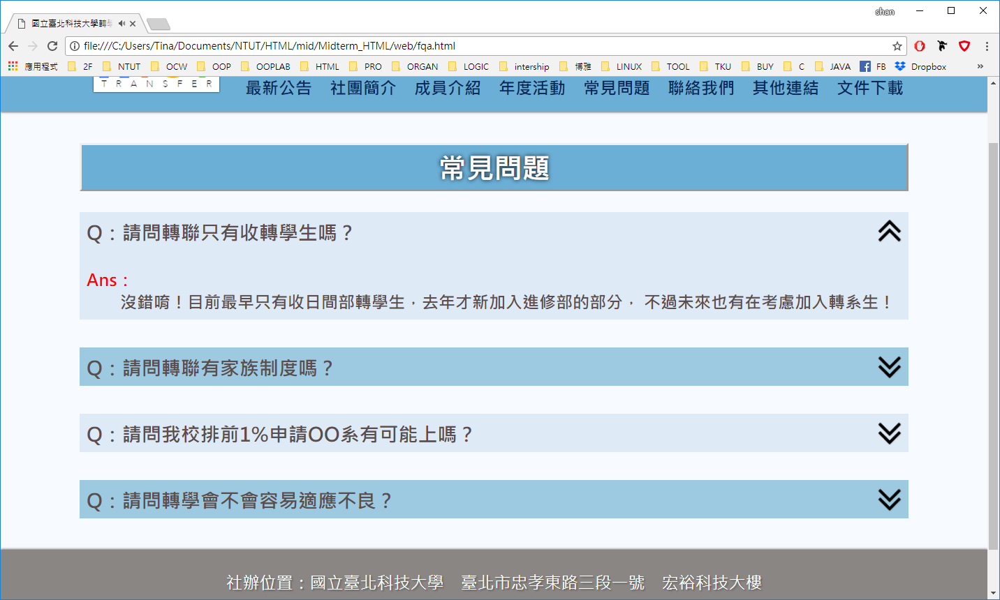 shan
國立臺北科技大學轉學
file:///C:/Users/Tina/Documents/NTUT/HTML/mid/Midterm_HTML/web/fqa.html
應用程式 2F NTUT OCW OOP OOPLAB HTML PRO ORGAN LOGIC intership 博雅 LINUX TOOL TKU BUY C JAVA FB Dropbox »
TRANSFER 最新公告 社團簡介 成員介紹 年度活動 常見問題 聯絡我們 其他連結 文件下載
常見問題
Q：請問轉聯只有收轉學生嗎？
Ans：
沒錯唷！目前最早只有收日間部轉學生，去年才新加入進修部的部分， 不過未來也有在考慮加入轉系生！
Q：請問轉聯有家族制度嗎？
Q：請問我校排前1%申請OO系有可能上嗎？
Q：請問轉學會不會容易適應不良？
社辦位置：國立臺北科技大學 臺北市忠孝東路三段一號 宏裕科技大樓